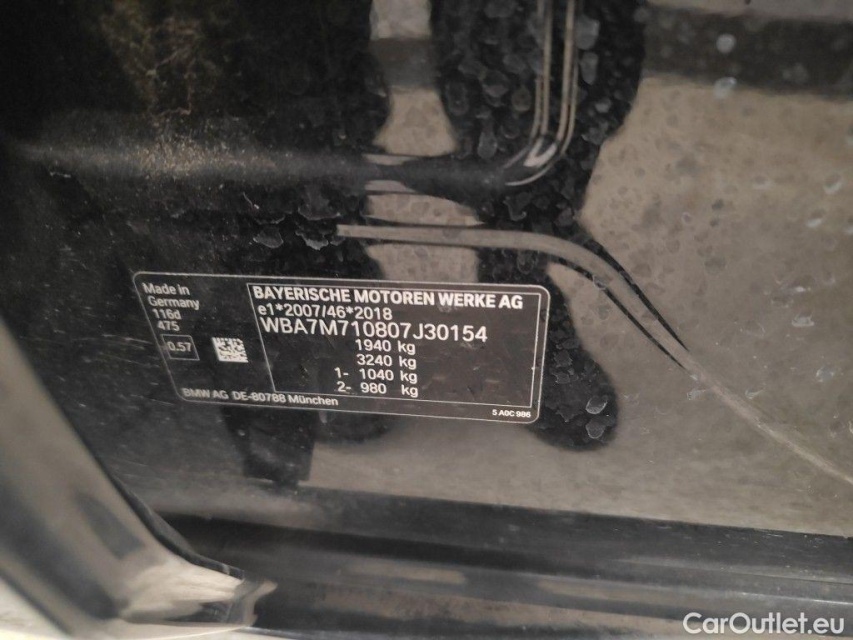 Made in
Germany
116d
475
0.57
BAYERISCHE MOTOREN WERKE AG
e1*2007/46*2018
WBA7M710807J30154
1940 kg
3240 kg
1- 1040 kg
2- 980 kg
BMW AG DE-80788 München
5 A0C 986
CarOutlet.eu